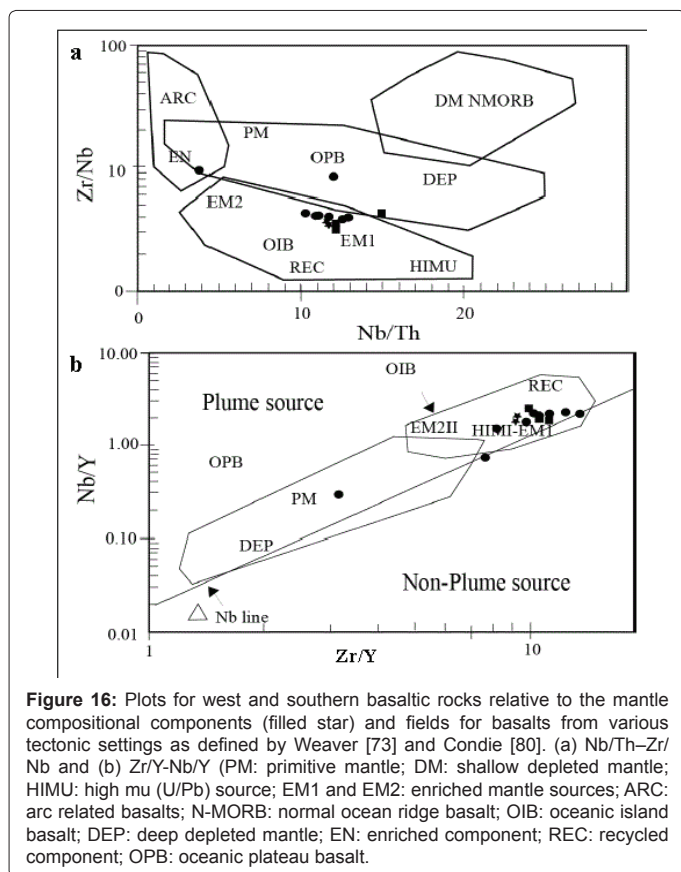 a
100
ARC
DM NMORB
PM
EN
OPB
10
DEP
Zr/Nb
EM2
EM1
OIB
REC
HIMU
0
0
10
20
Nb/Th
b
10.00
OIB
REC
Plume source
EM2II
HIMI-EM1
1.00
OPB
Nb/Y
PM
0.10
DEP
Non-Plume source
Nb line
0.01
1
10
Zr/Y
Figure 16: Plots for west and southern basaltic rocks relative to the mantle
compositional components (filled star) and fields for basalts from various
tectonic settings as defined by Weaver [73] and Condie [80]. (a) Nb/Th–Zr/
Nb and (b) Zr/Y-Nb/Y (PM: primitive mantle; DM: shallow depleted mantle;
HIMU: high mu (U/Pb) source; EM1 and EM2: enriched mantle sources; ARC:
arc related basalts; N-MORB: normal ocean ridge basalt; OIB: oceanic island
basalt; DEP: deep depleted mantle; EN: enriched component; REC: recycled
component; OPB: oceanic plateau basalt.